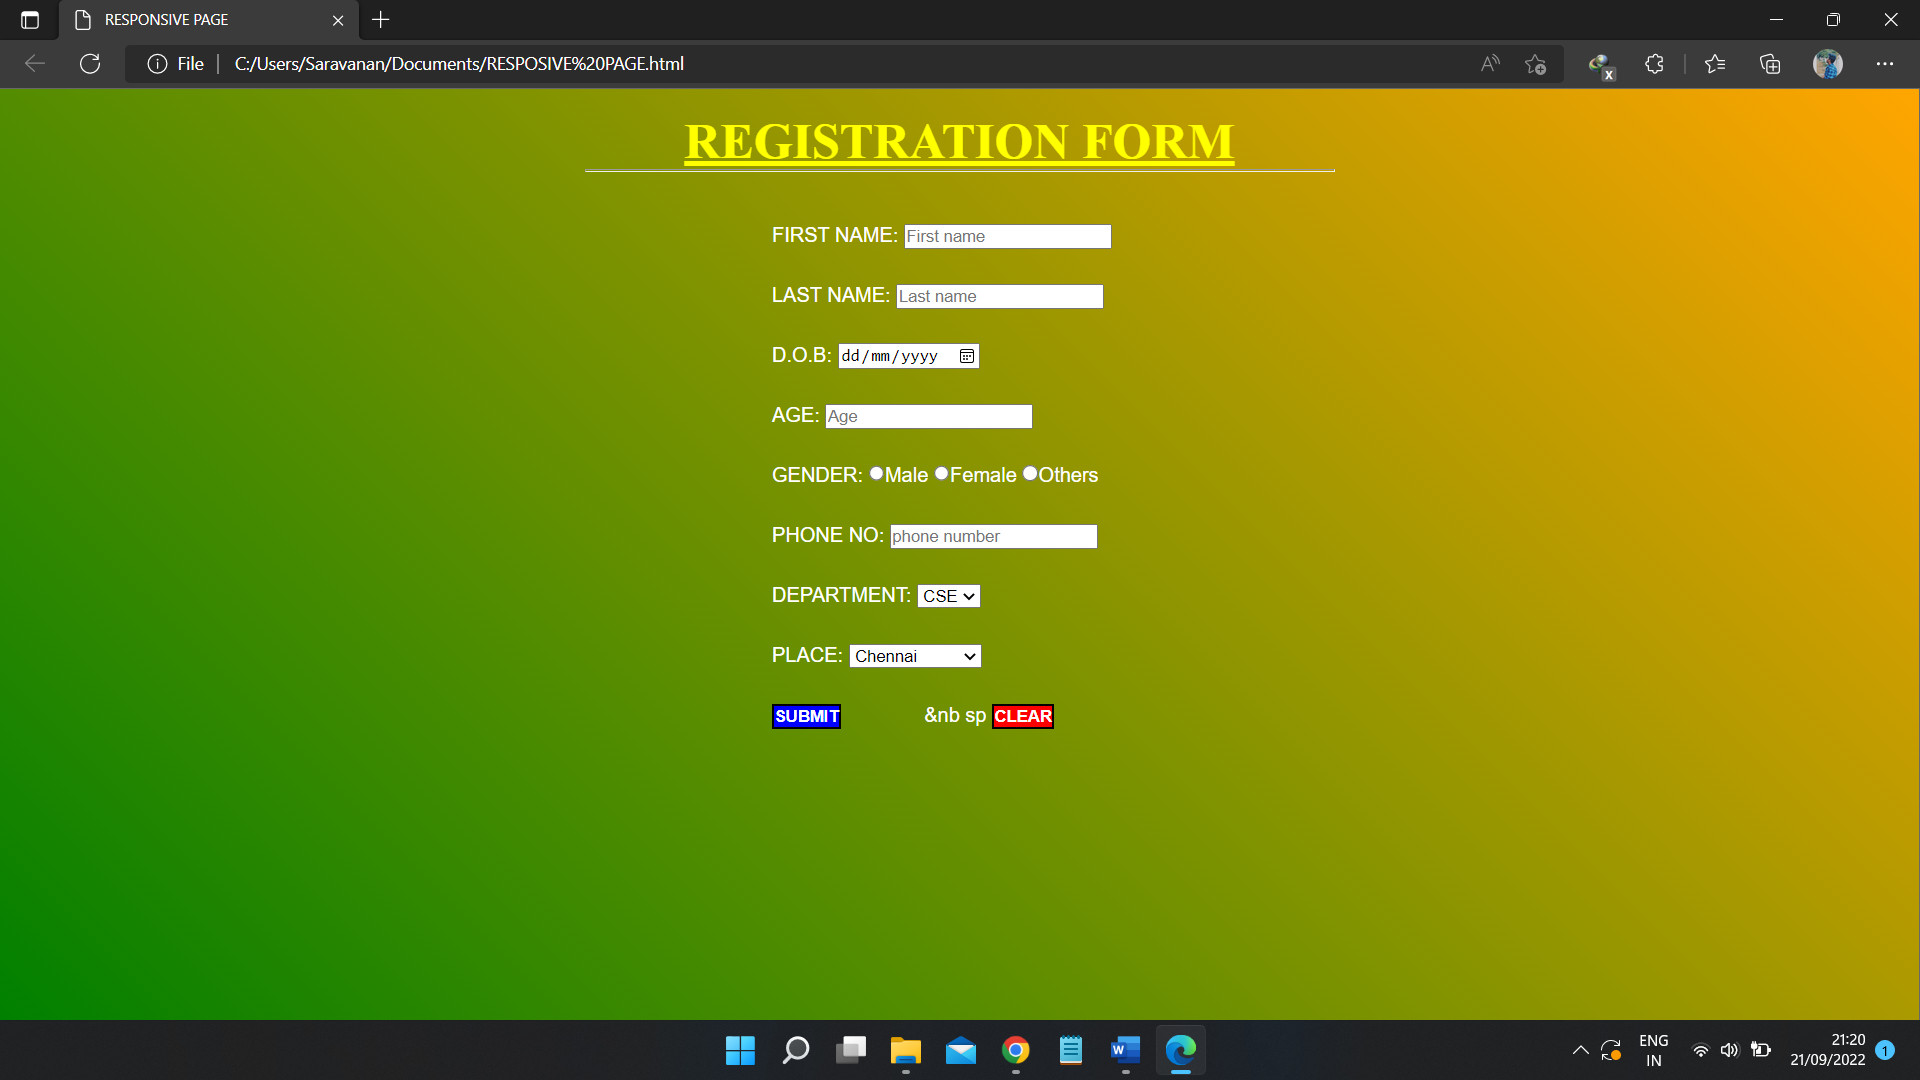 RESPONSIVE PAGE
File
C:/Users/Saravanan/Documents/RESPOSIVE%20PAGE.html
REGISTRATION FORM
FIRST NAME: First name
LAST NAME: Last name
D.O.B: dd/mm/yyyy
AGE: Age
GENDER: Male Female Others
PHONE NO: phone number
DEPARTMENT: CSE
PLACE: Chennai
SUBMIT &nb sp CLEAR
ENG
IN
21:20
21/09/2022
1